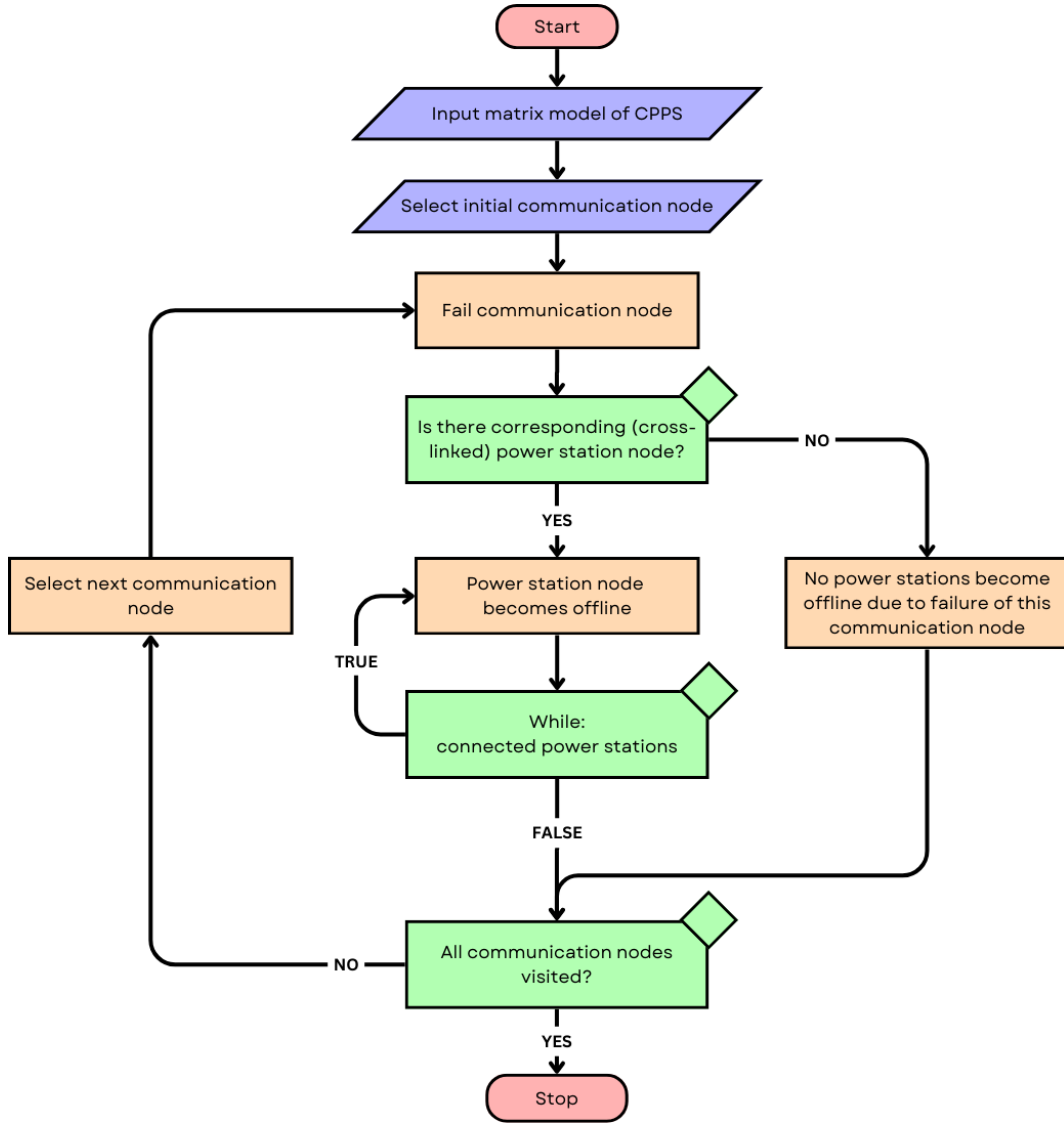 Start
Input matrix model of CPPS
Select initial communication node
Fail communication node
Is there corresponding (cross-
linked) power station node?
NO
YES
Select next communication
node
Power station node
becomes offline
No power stations become
offline due to failure of this
communication node
TRUE
While:
connected power stations
FALSE
All communication nodes
visited?
NO
YES
Stop